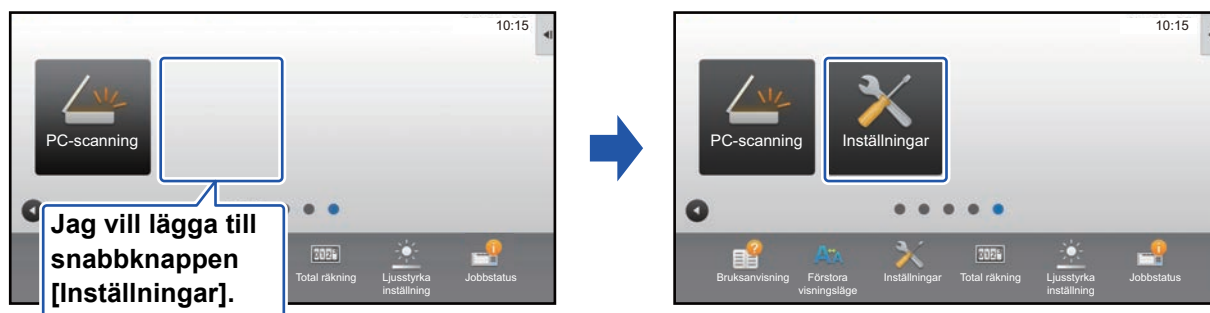 10:15
PC-scanning
Jag vill lägga till
snabbknappen
[Inställningar].
Total räkning
Ljusstyrka
inställning
Jobbstatus
10:15
PC-scanning
Inställningar
Bruksanvisning
Förstora
visningsläge
Inställningar
Total räkning
Ljusstyrka
inställning
Jobbstatus